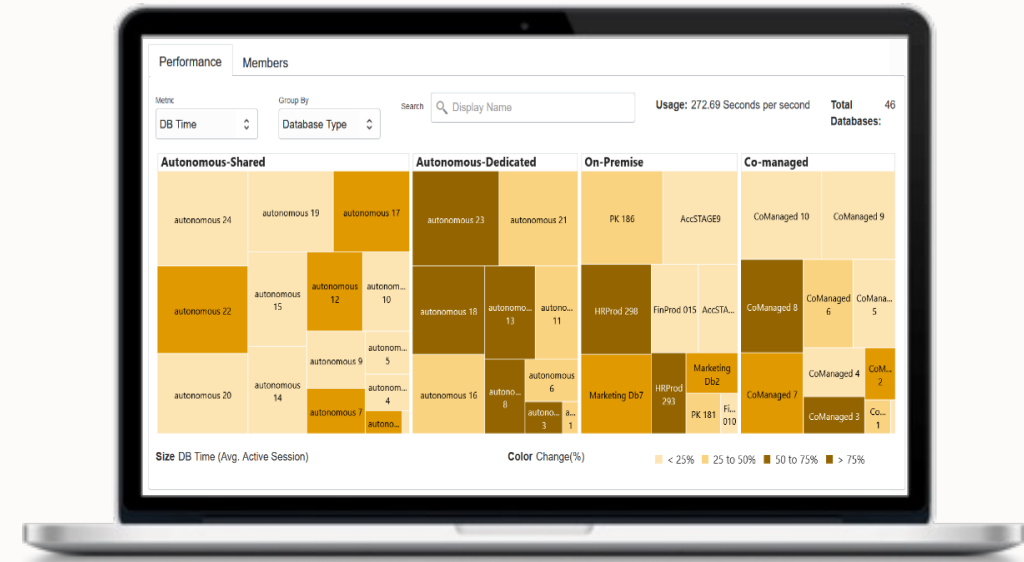 Performance
Members
Metric
Group By
DB Time
Database Type
Search
Display Name
Usage: 272.69 Seconds per second
Total
Databases:
46
Autonomous-Shared
autonomous 24
autonomous 19
autonomous 17
autonomous 22
autonomous
15
autonomous
12
autonom...
10
autonomous 20
autonomous
14
autonomous 9
autonom...
5
autonomous 7
autonom...
4
autono...
Autonomous-Dedicated
autonomous 23
autonomous 21
autonomous 18
autonomo...
13
autono...
11
autonomous 16
autono...
8
autonomous
6
autono...
3
a...
1
On-Premise
PK 186
AccSTAGE9
HRProd 298
FinProd 015
AccSTA...
Marketing Db7
HRProd
293
Marketing
Db2
PK 181
Fi...
010
Co-managed
CoManaged 10
CoManaged 9
CoManaged 8
CoManaged
6
CoMana...
5
CoManaged 7
CoManaged 4
CoM...
2
CoManaged 3
Co...
1
Size DB Time (Avg. Active Session)
Color Change(%)
< 25%
25 to 50%
50 to 75%
> 75%